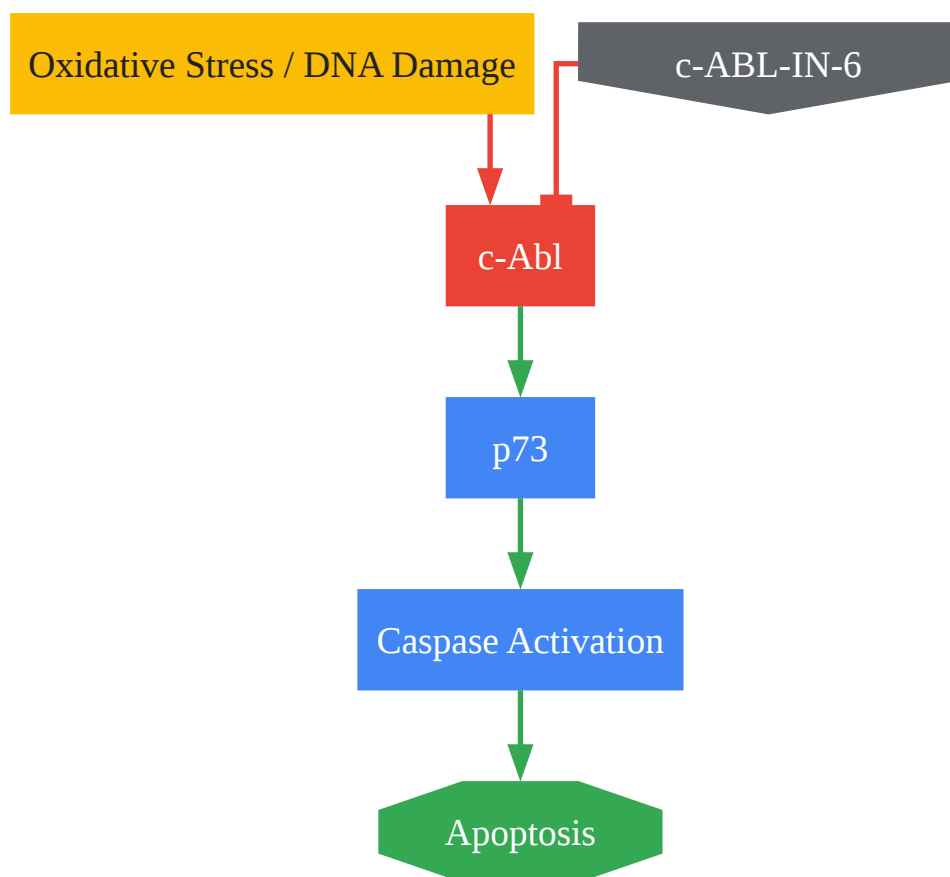 Oxidative Stress / DNA Damage
c-ABL-IN-6
c-Abl
p73
Caspase Activation
Apoptosis